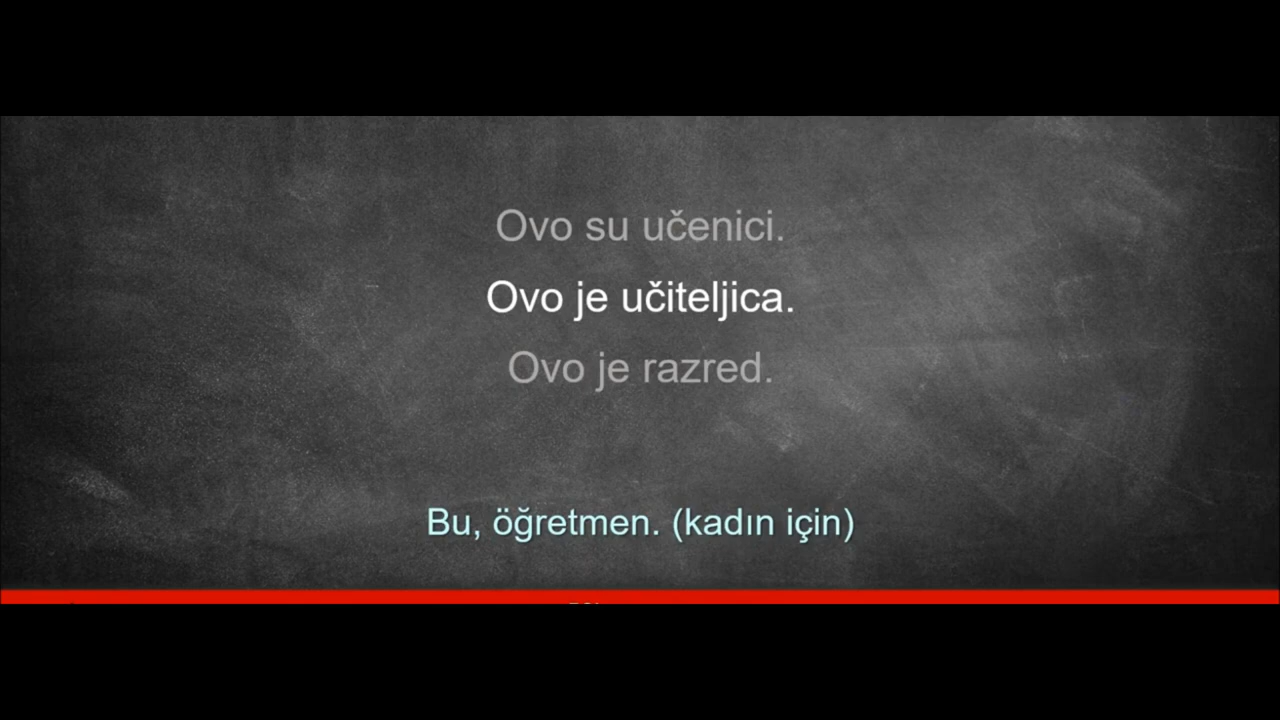 Ovo su učenici.
Ovo je učiteljica.
Ovo je razred.
Bu, öğretmen. (kadın için)